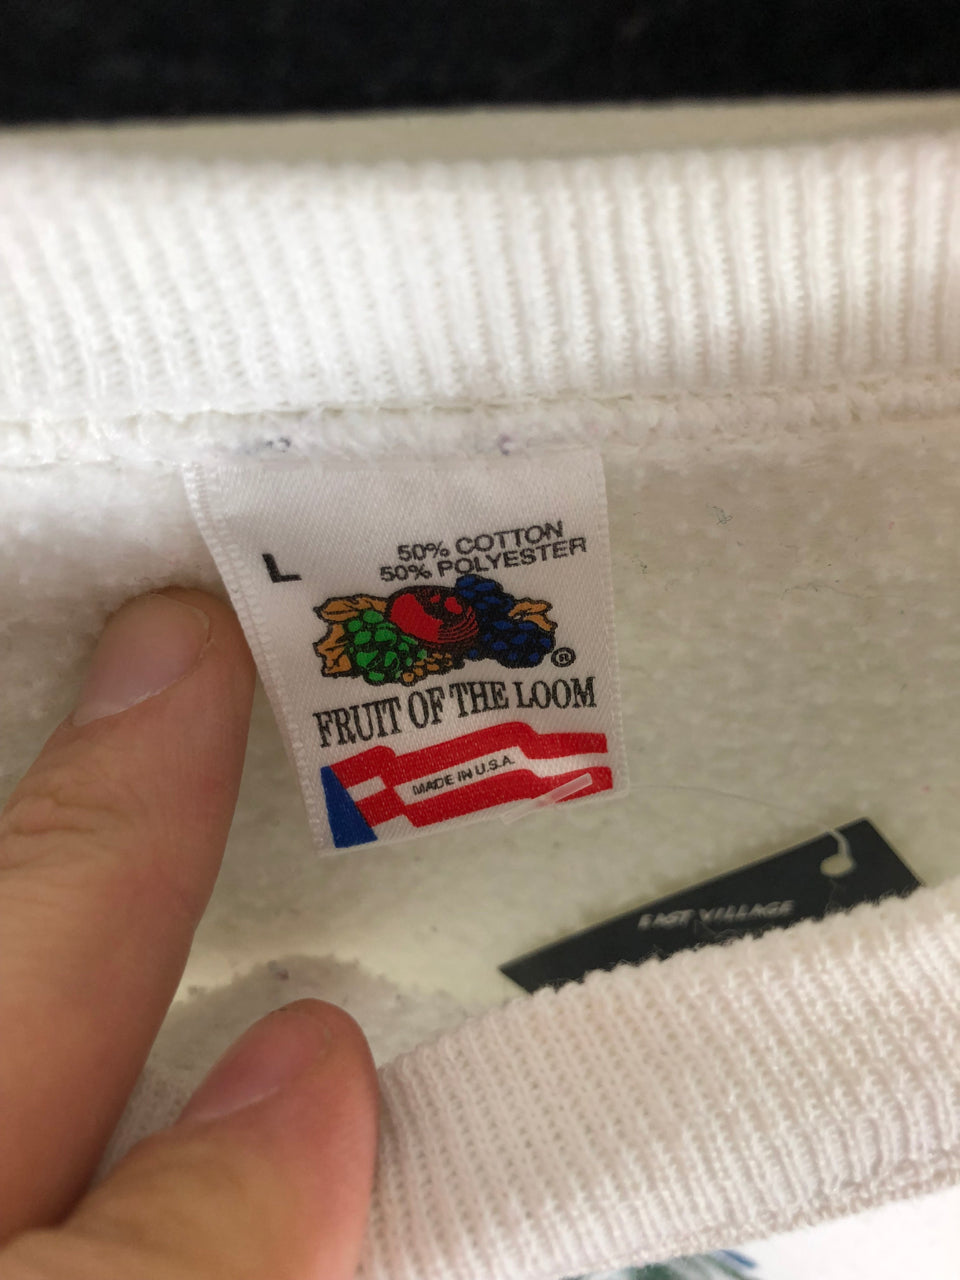 L
50% COTTON
50% POLYESTER
®
FRUIT OF THE LOOM
MADE IN U.S.A.
EAST VILLAGE